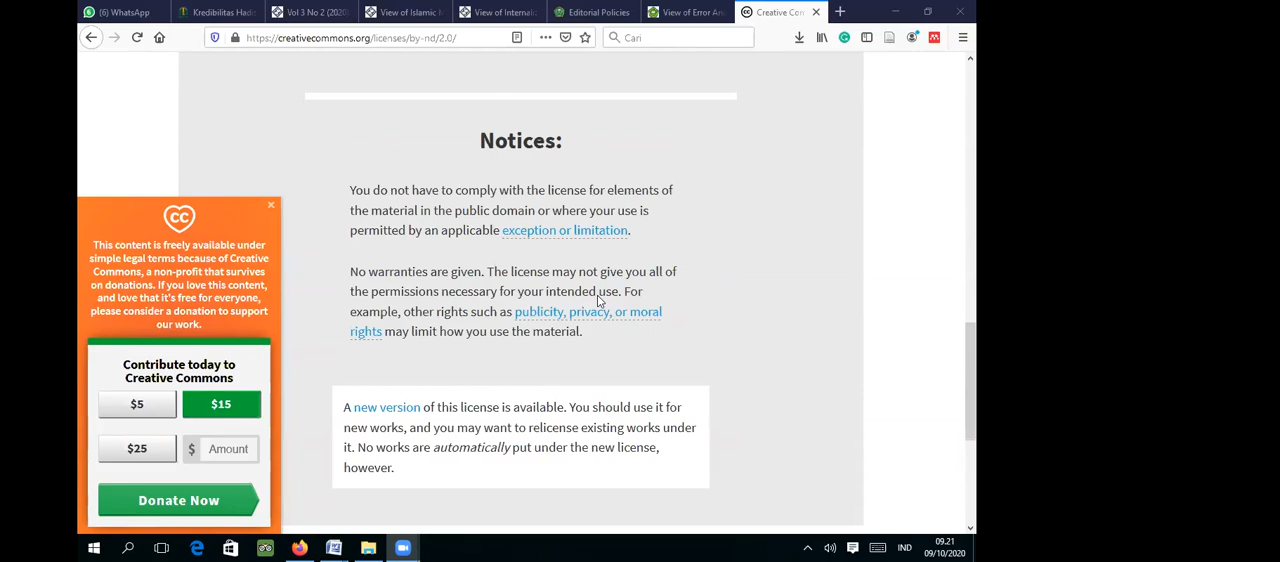 (6) WhatsApp
Kredibilitas Hadis
Vol 3 No 2 (2020)
View of Islamic M
View of Internali
Editorial Policies
View of Error An
Creative Con
https://creativecommons.org/licenses/by-nd/2.0/
Cari
Notices:
You do not have to comply with the license for elements of
the material in the public domain or where your use is
permitted by an applicable exception or limitation.
No warranties are given. The license may not give you all of
the permissions necessary for your intended use. For
example, other rights such as publicity, privacy, or moral
rights may limit how you use the material.
A new version of this license is available. You should use it for
new works, and you may want to relicense existing works under
it. No works are automatically put under the new license,
however.
CC
This content is freely available under
simple legal terms because of Creative
Commons, a non-profit that survives
on donations. If you love this content,
and love that it's free for everyone,
please consider a donation to support
our work.
Contribute today to
Creative Commons
$5
$15
$25
$ Amount
Donate Now
IND
09.21
09/10/2020